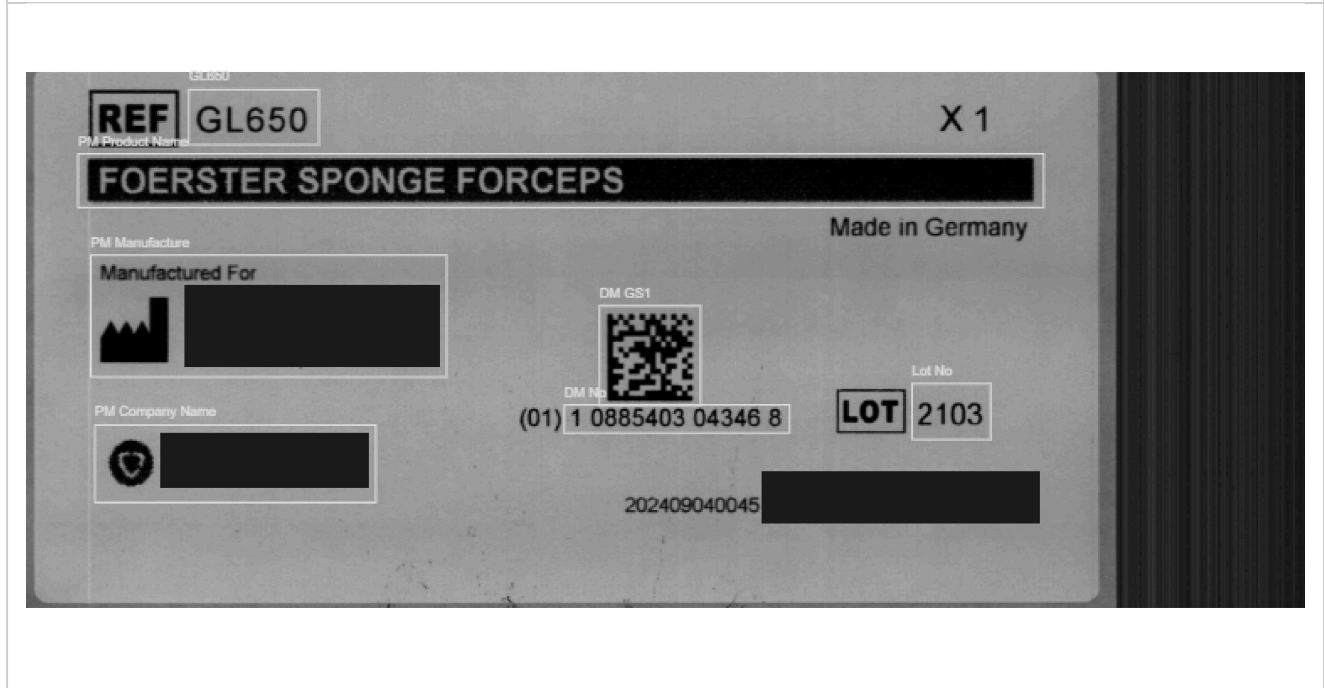 GL650
REF GL650 X 1
PM Product Name
FOERSTER SPONGE FORCEPS
Made in Germany
PM Manufacture
Manufactured For
DM GS1
Lot No
DM No
PM Company Name
(01) 1 0885403 04346 8
LOT 2103
202409040045